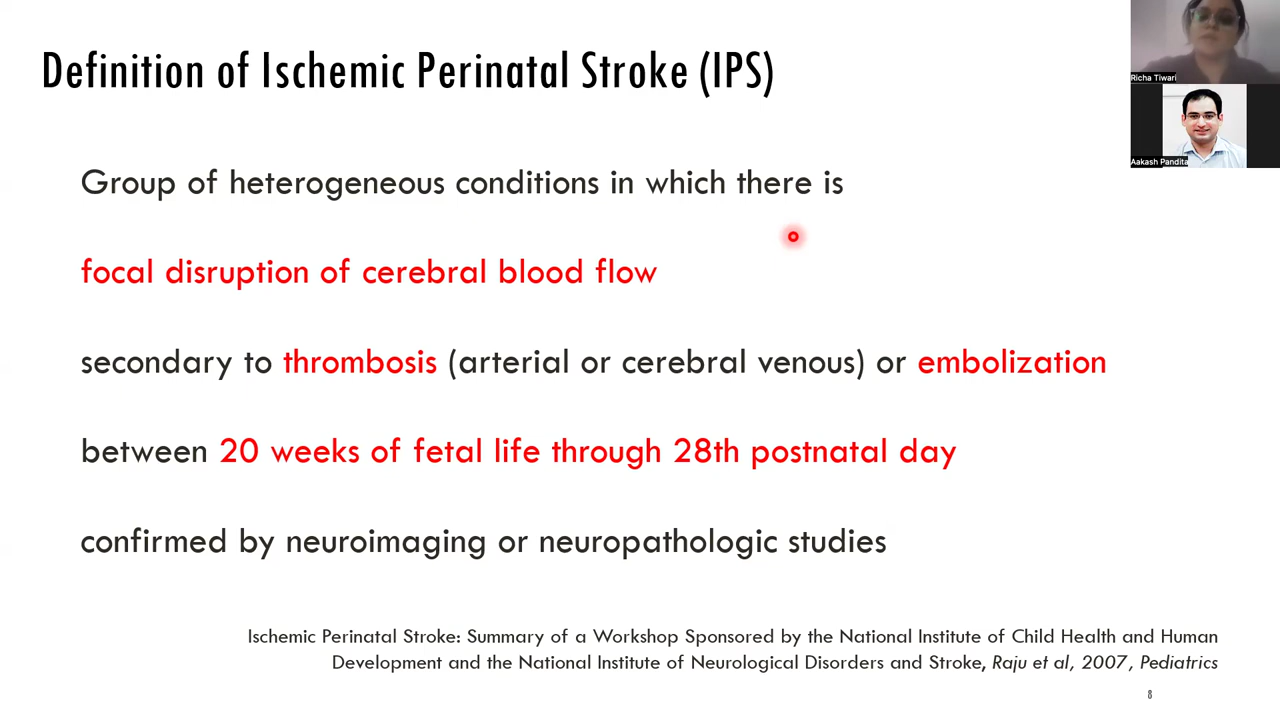 Definition of Ischemic Perinatal Stroke (IPS)
Richa Tiwari
Aakash Pandita
Group of heterogeneous conditions in which there is
focal disruption of cerebral blood flow
secondary to thrombosis (arterial or cerebral venous) or embolization
between 20 weeks of fetal life through 28th postnatal day
confirmed by neuroimaging or neuropathologic studies
Ischemic Perinatal Stroke: Summary of a Workshop Sponsored by the National Institute of Child Health and Human
Development and the National Institute of Neurological Disorders and Stroke, Raju et al, 2007, Pediatrics
8